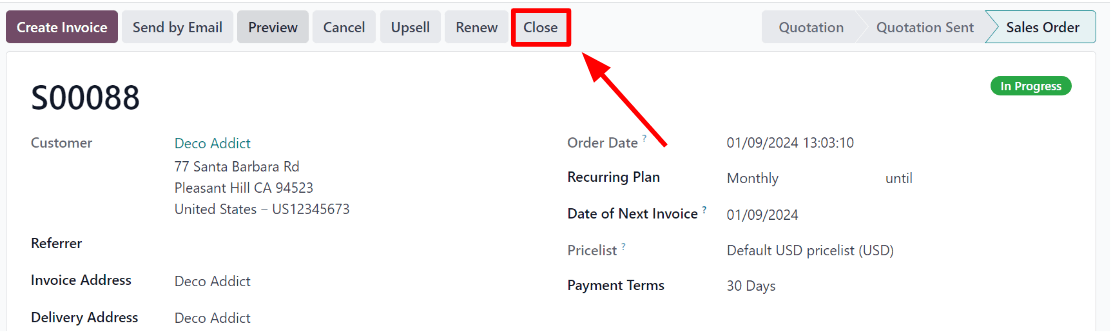 Create Invoice Send by Email Preview Cancel Upsell Renew Close Quotation Quotation Sent Sales Order
S00088
In Progress
Customer Deco Addict
77 Santa Barbara Rd
Pleasant Hill CA 94523
United States – US12345673
Referrer
Invoice Address Deco Addict
Delivery Address Deco Addict
Order Date ? 01/09/2024 13:03:10
Recurring Plan Monthly until
Date of Next Invoice ? 01/09/2024
Pricelist ? Default USD pricelist (USD)
Payment Terms 30 Days